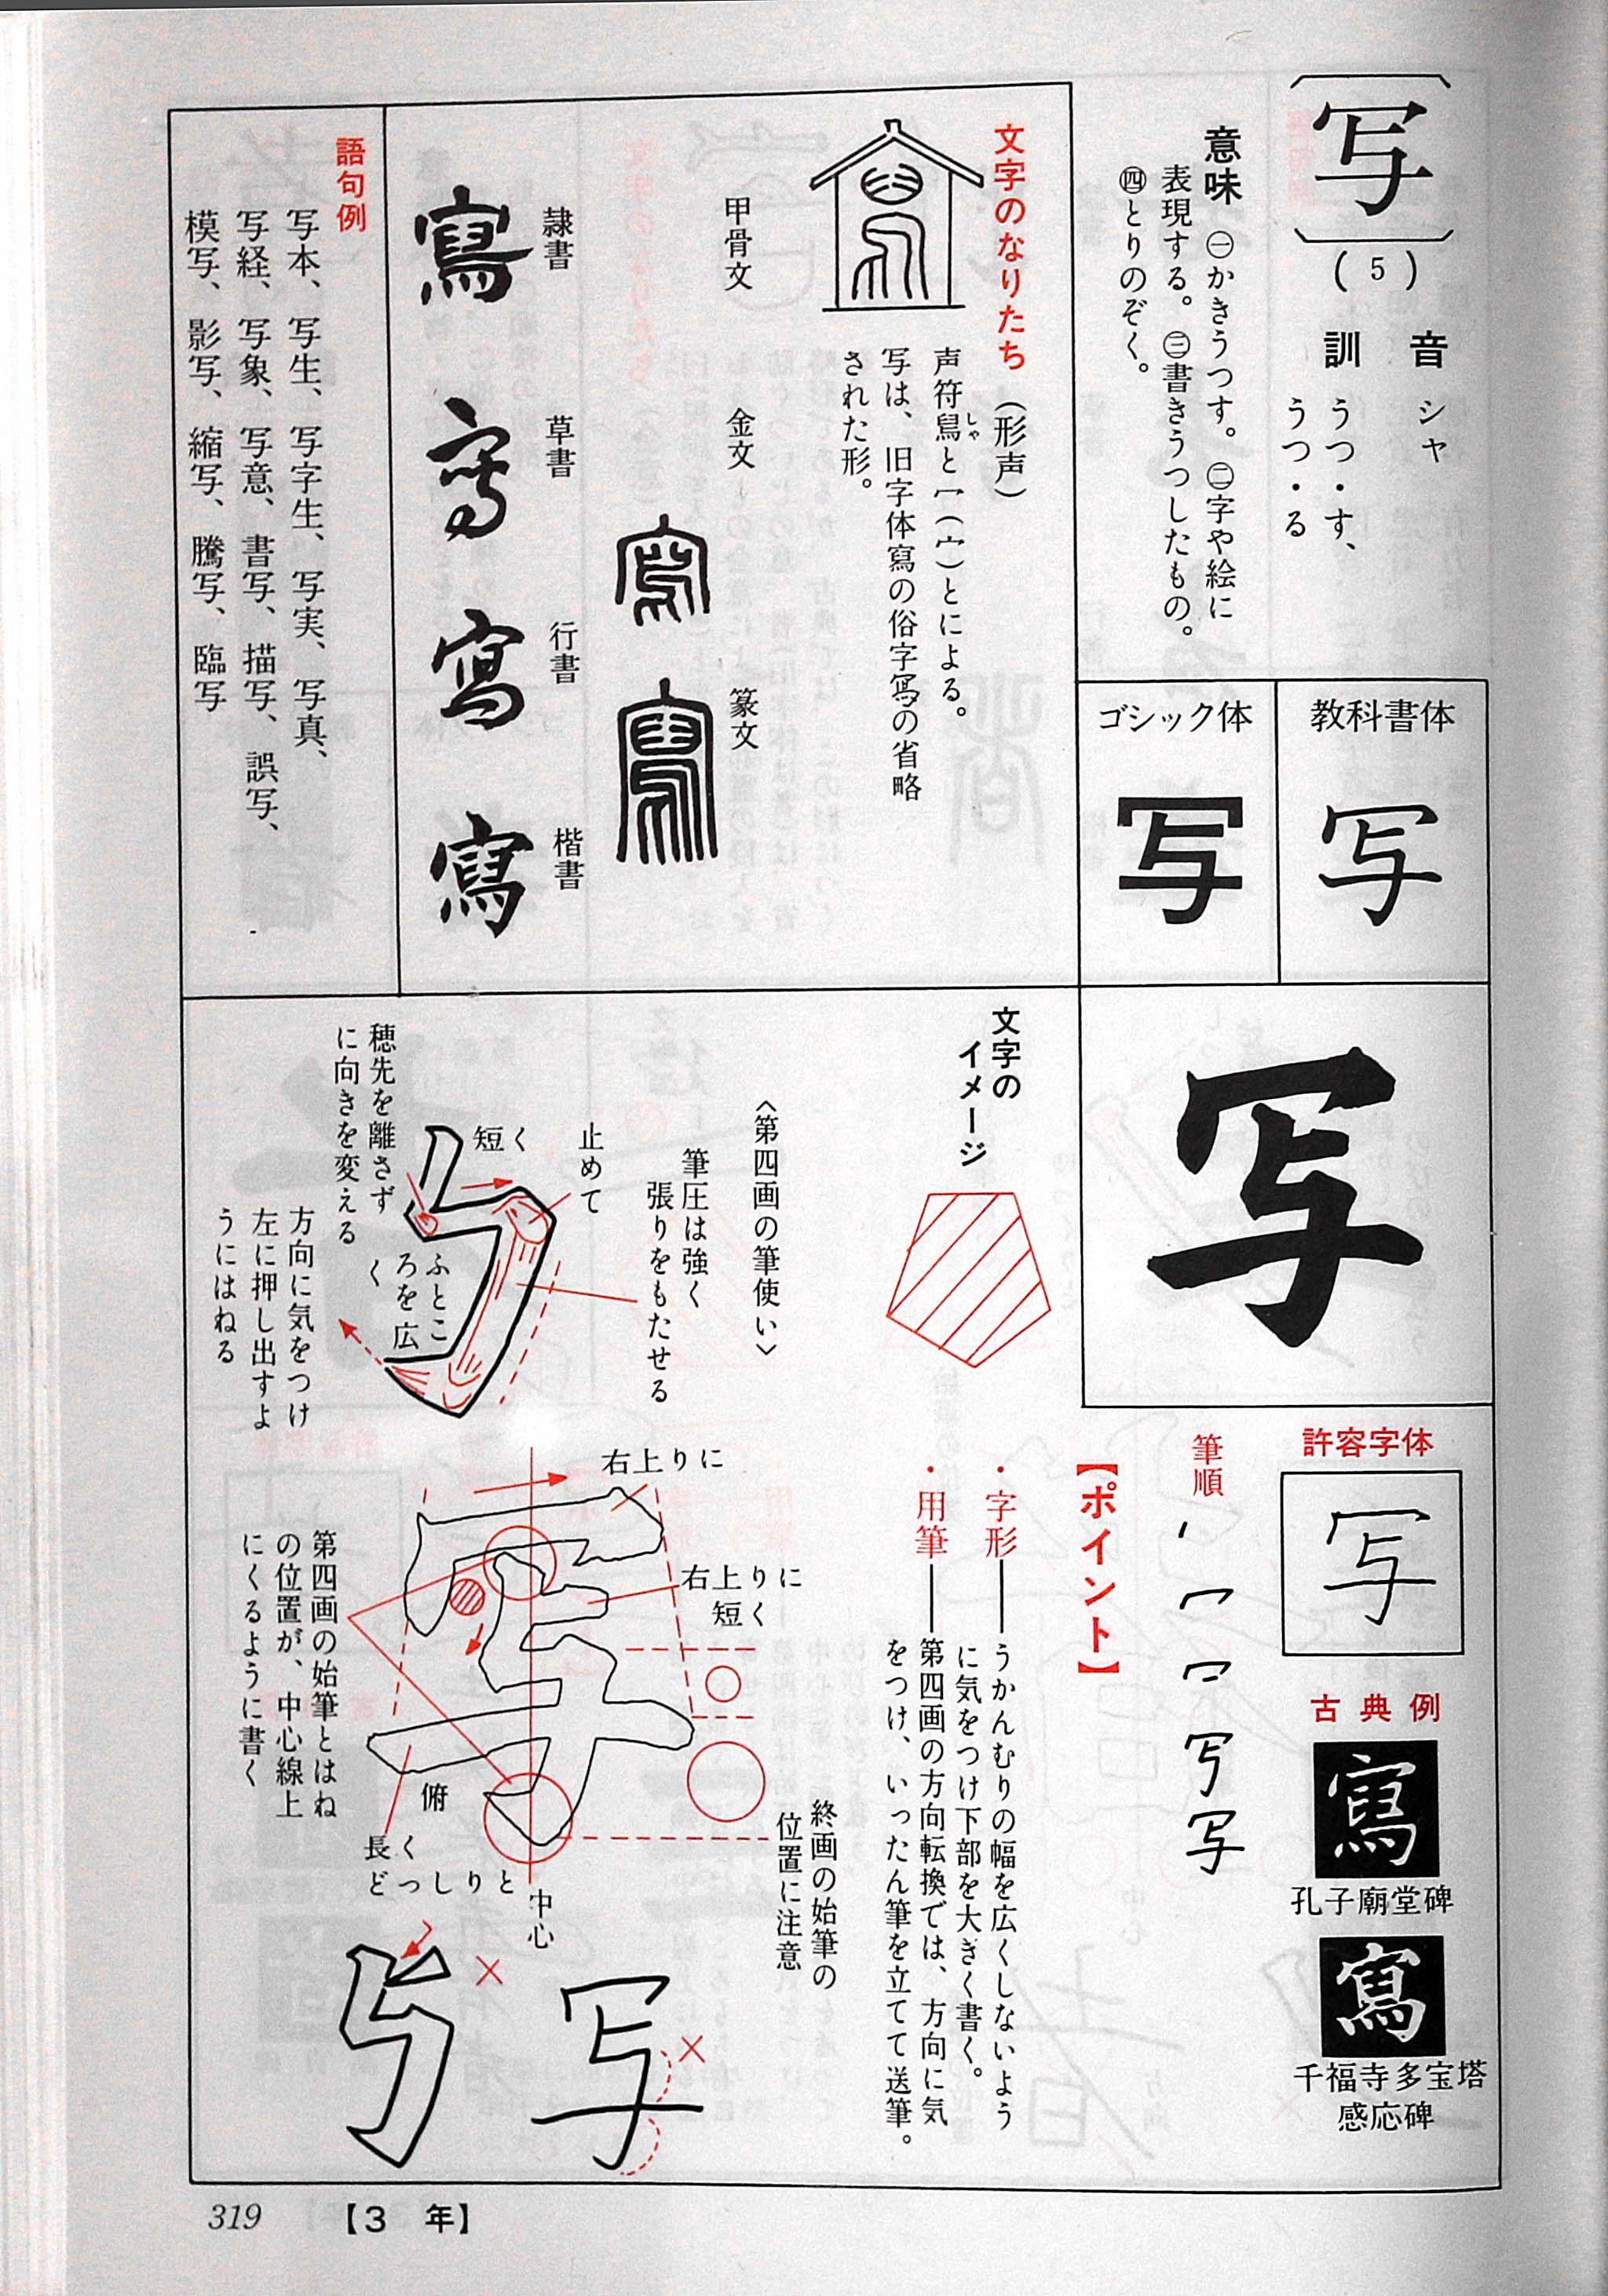 写
(5)
音 シャ
訓 うつ・す、
うつ・る
意味 ㊀かきうつす。㊁字や絵に
表現する。㊂書きうつしたもの。
㊃とりのぞく。
教科書体
写
ゴシック体
写
写
文字のなりたち
(形声)
声符舃しゃと冖(宀)とによる。
写は、旧字体寫の俗字冩の省略
された形。
甲骨文
金文
篆文
隷書
寫
草書
行書
楷書
寫
語句例
写本、写生、写字生、写実、写真、
写経、写象、写意、書写、描写、誤写、
模写、影写、縮写、騰写、臨写
許容字体
写
古典例
寫
孔子廟堂碑
寫
千福寺多宝塔
感応碑
筆順
写
写
【ポイント】
・字形――うかんむりの幅を広くしないよう
に気をつけ下部を大きく書く。
・用筆――第四画の方向転換では、方向に気
をつけ、いったん筆を立てて送筆。
文字の
イメージ
〈第四画の筆使い〉
筆圧は強く
張りをもたせる
止めて
短く
穂先を離さず
に向きを変える
ふとこ
ろを広
く
方向に気をつけ
左に押し出すよ
うにはねる
右上りに
右上りに
短く
終画の始筆の
位置に注意
中心
俯
長く
どっしりと
第四画の始筆とはね
の位置が、中心線上
にくるように書く
×
×
写
319
【3 年】